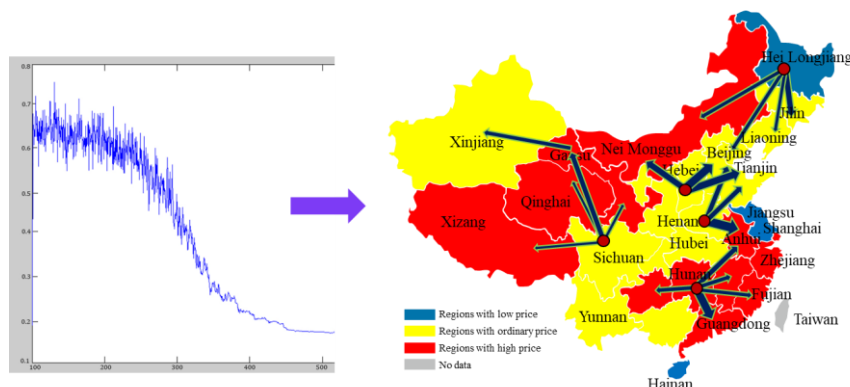 0.8
0.7
0.6
0.5
0.4
0.3
0.2
0.1
100
200
300
400
500
Hei Longjiang
Jilin
Liaoning
Xinjiang
Nei Monggu
Beijing
Gansu
Hebei
Tianjin
Qinghai
Xizang
Henan
Jiangsu
Shanghai
Anhui
Hubei
Sichuan
Zhejiang
Hunan
Fujian
Yunnan
Guangdong
Taiwan
Hainan
Regions with low price
Regions with ordinary price
Regions with high price
No data